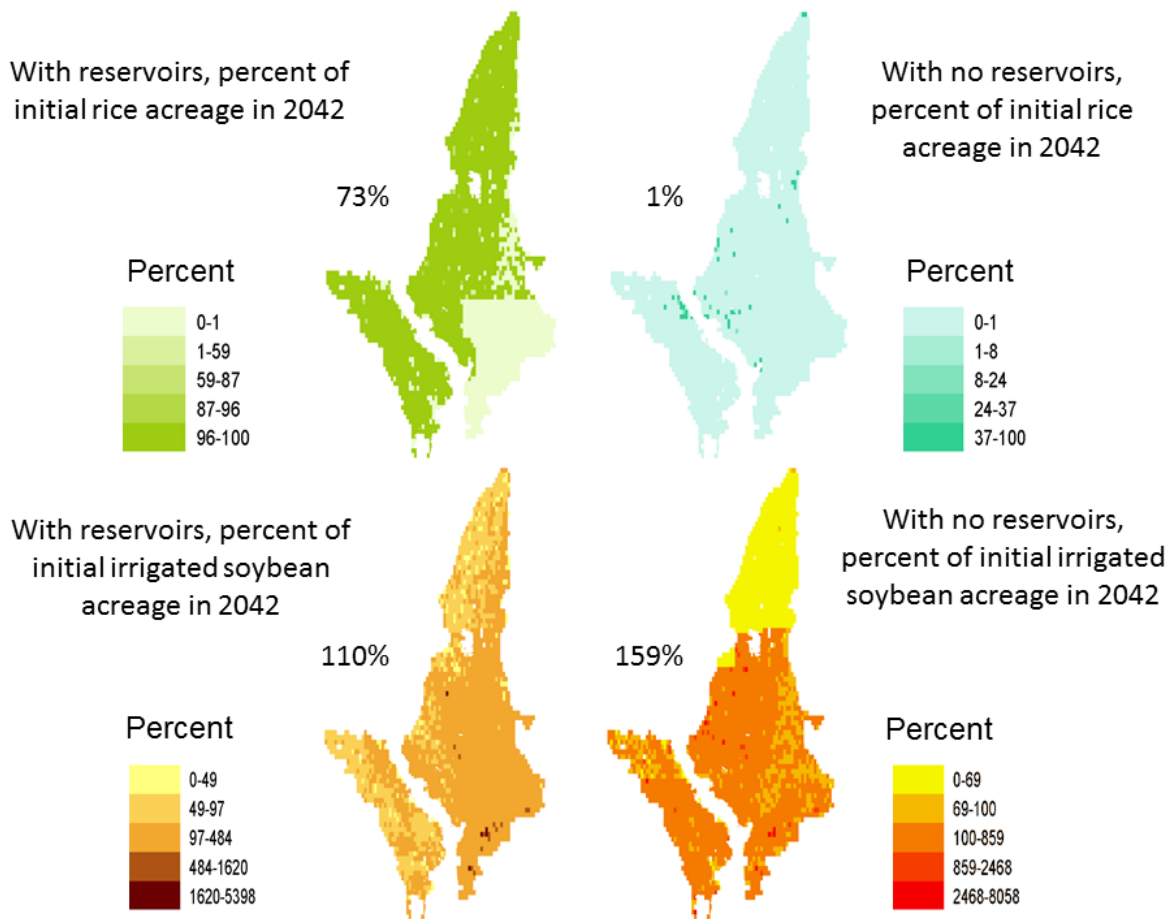 With reservoirs, percent of
initial rice acreage in 2042
73%
Percent
0-1
1-59
59-87
87-96
96-100
With no reservoirs,
percent of initial rice
acreage in 2042
1%
Percent
0-1
1-8
8-24
24-37
37-100
With reservoirs, percent of
initial irrigated soybean
acreage in 2042
110%
Percent
0-49
49-97
97-484
484-1620
1620-5398
With no reservoirs,
percent of initial irrigated
soybean acreage in 2042
159%
Percent
0-69
69-100
100-859
859-2468
2468-8058